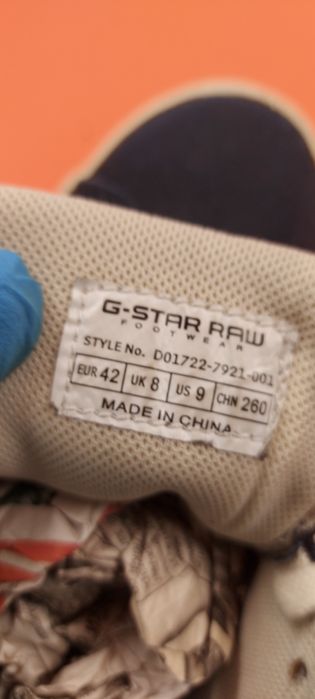 G-STAR RAW
FOOTWEAR
STYLE No. D01722-7921-001
EUR 42 UK 8 US 9 CHN 260
MADE IN CHINA